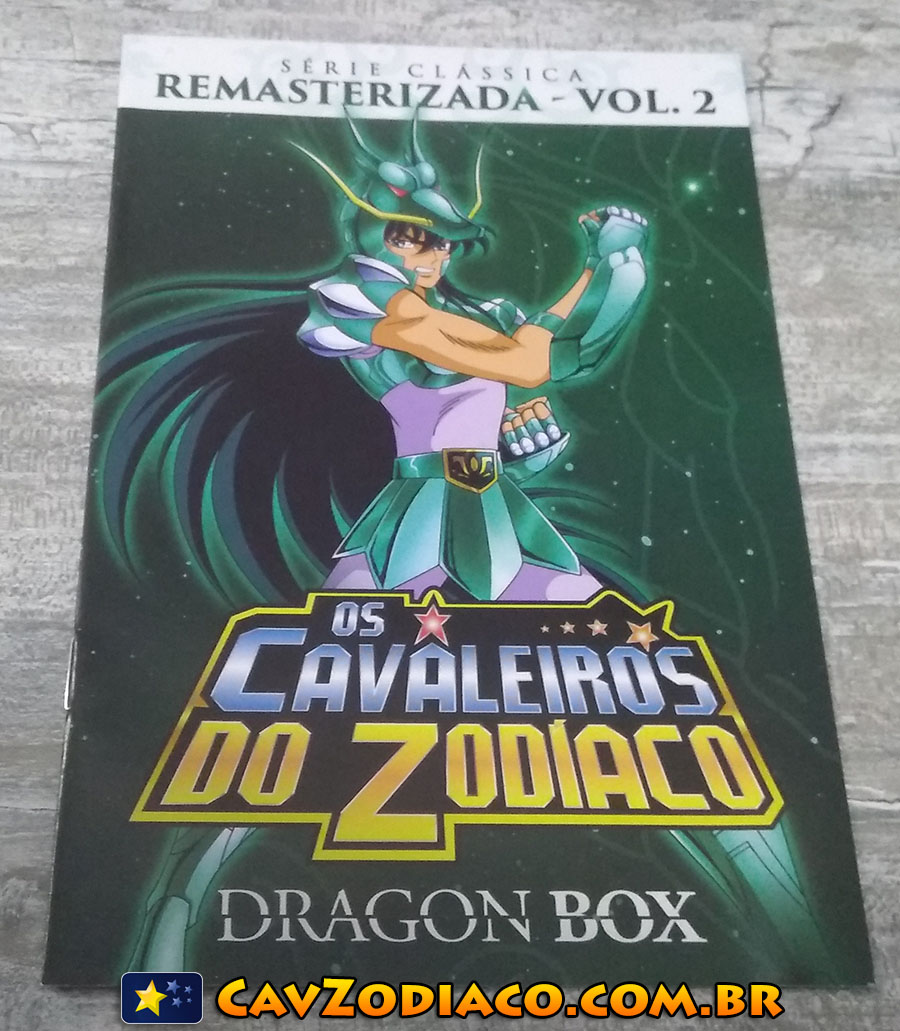 SÉRIE CLÁSSICA
REMASTERIZADA - VOL. 2
OS
CAVALEIROS
DO ZODÍACO
DRAGON BOX
CAVZODIACO.COM.BR